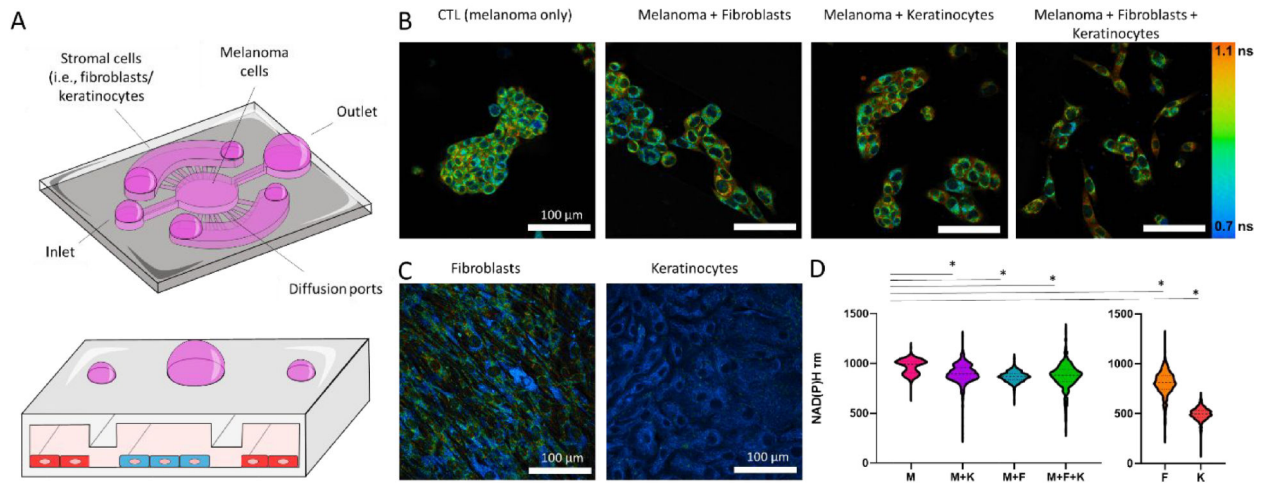 A
Stromal cells
(i.e., fibroblasts/
keratinocytes
Melanoma
cells
Outlet
Inlet
Diffusion ports
B
CTL (melanoma only)
Melanoma + Fibroblasts
Melanoma + Keratinocytes
Melanoma + Fibroblasts +
Keratinocytes
1.1 ns
0.7 ns
100 µm
C
Fibroblasts
Keratinocytes
100 µm
100 µm
D
*
*
*
*
*
NAD(P)H τm
1500
1000
500
0
M
M+K
M+F
M+F+K
1500
1000
500
0
F
K